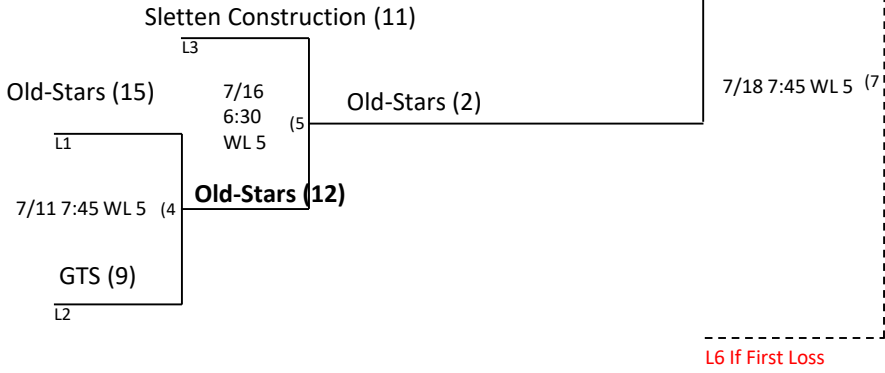 Sletten Construction (11)
L3
Old-Stars (15)
7/16
6:30
WL 5
(5
Old-Stars (2)
7/18 7:45 WL 5 (7
L1
Old-Stars (12)
7/11 7:45 WL 5 (4
GTS (9)
L2
L6 If First Loss